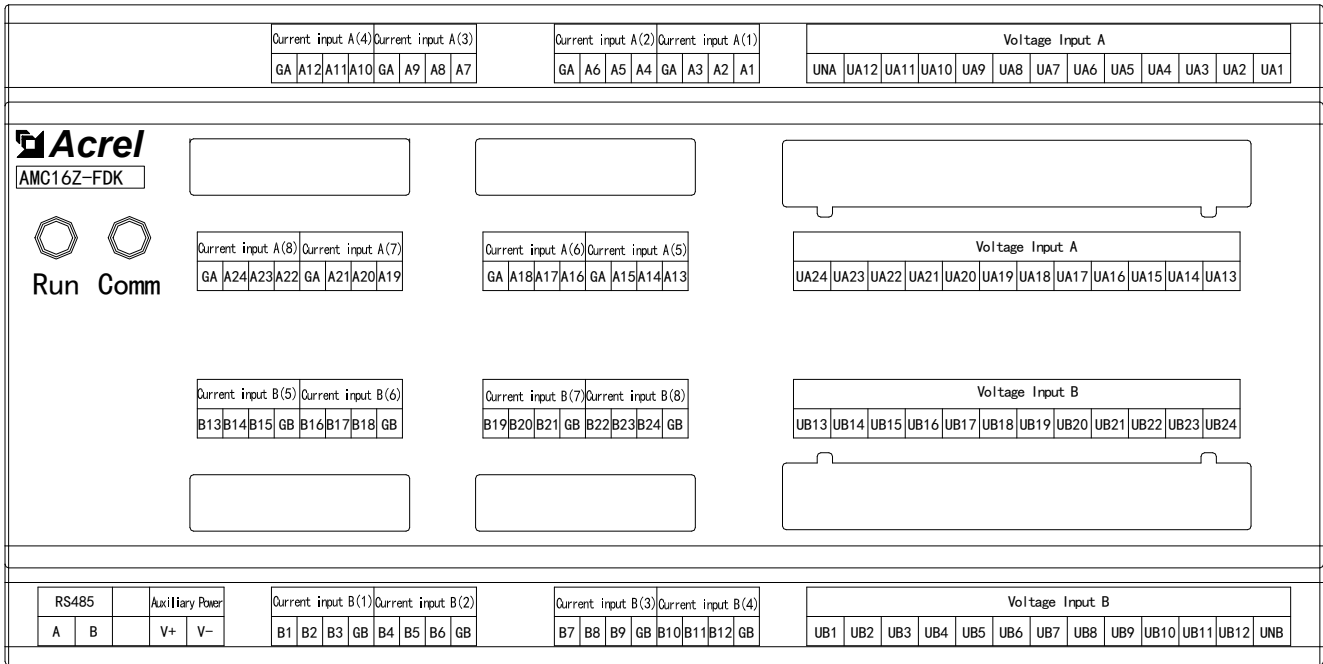 Current input A(4) Current input A(3) Current input A(2) Current input A(1) Voltage Input A
GA A12 A11 A10 GA A9 A8 A7 GA A6 A5 A4 GA A3 A2 A1 UNA UA12 UA11 UA10 UA9 UA8 UA7 UA6 UA5 UA4 UA3 UA2 UA1
Acrel
AMC16Z-FDK
Run Comm
Current input A(8) Current input A(7) Current input A(6) Current input A(5) Voltage Input A
GA A24 A23 A22 GA A21 A20 A19 GA A18 A17 A16 GA A15 A14 A13 UA24 UA23 UA22 UA21 UA20 UA19 UA18 UA17 UA16 UA15 UA14 UA13
Current input B(5) Current input B(6) Current input B(7) Current input B(8) Voltage Input B
B13 B14 B15 GB B16 B17 B18 GB B19 B20 B21 GB B22 B23 B24 GB UB13 UB14 UB15 UB16 UB17 UB18 UB19 UB20 UB21 UB22 UB23 UB24
RS485 Auxiliary Power Current input B(1) Current input B(2) Current input B(3) Current input B(4) Voltage Input B
A B V+ V- B1 B2 B3 GB B4 B5 B6 GB B7 B8 B9 GB B10 B11 B12 GB UB1 UB2 UB3 UB4 UB5 UB6 UB7 UB8 UB9 UB10 UB11 UB12 UNB